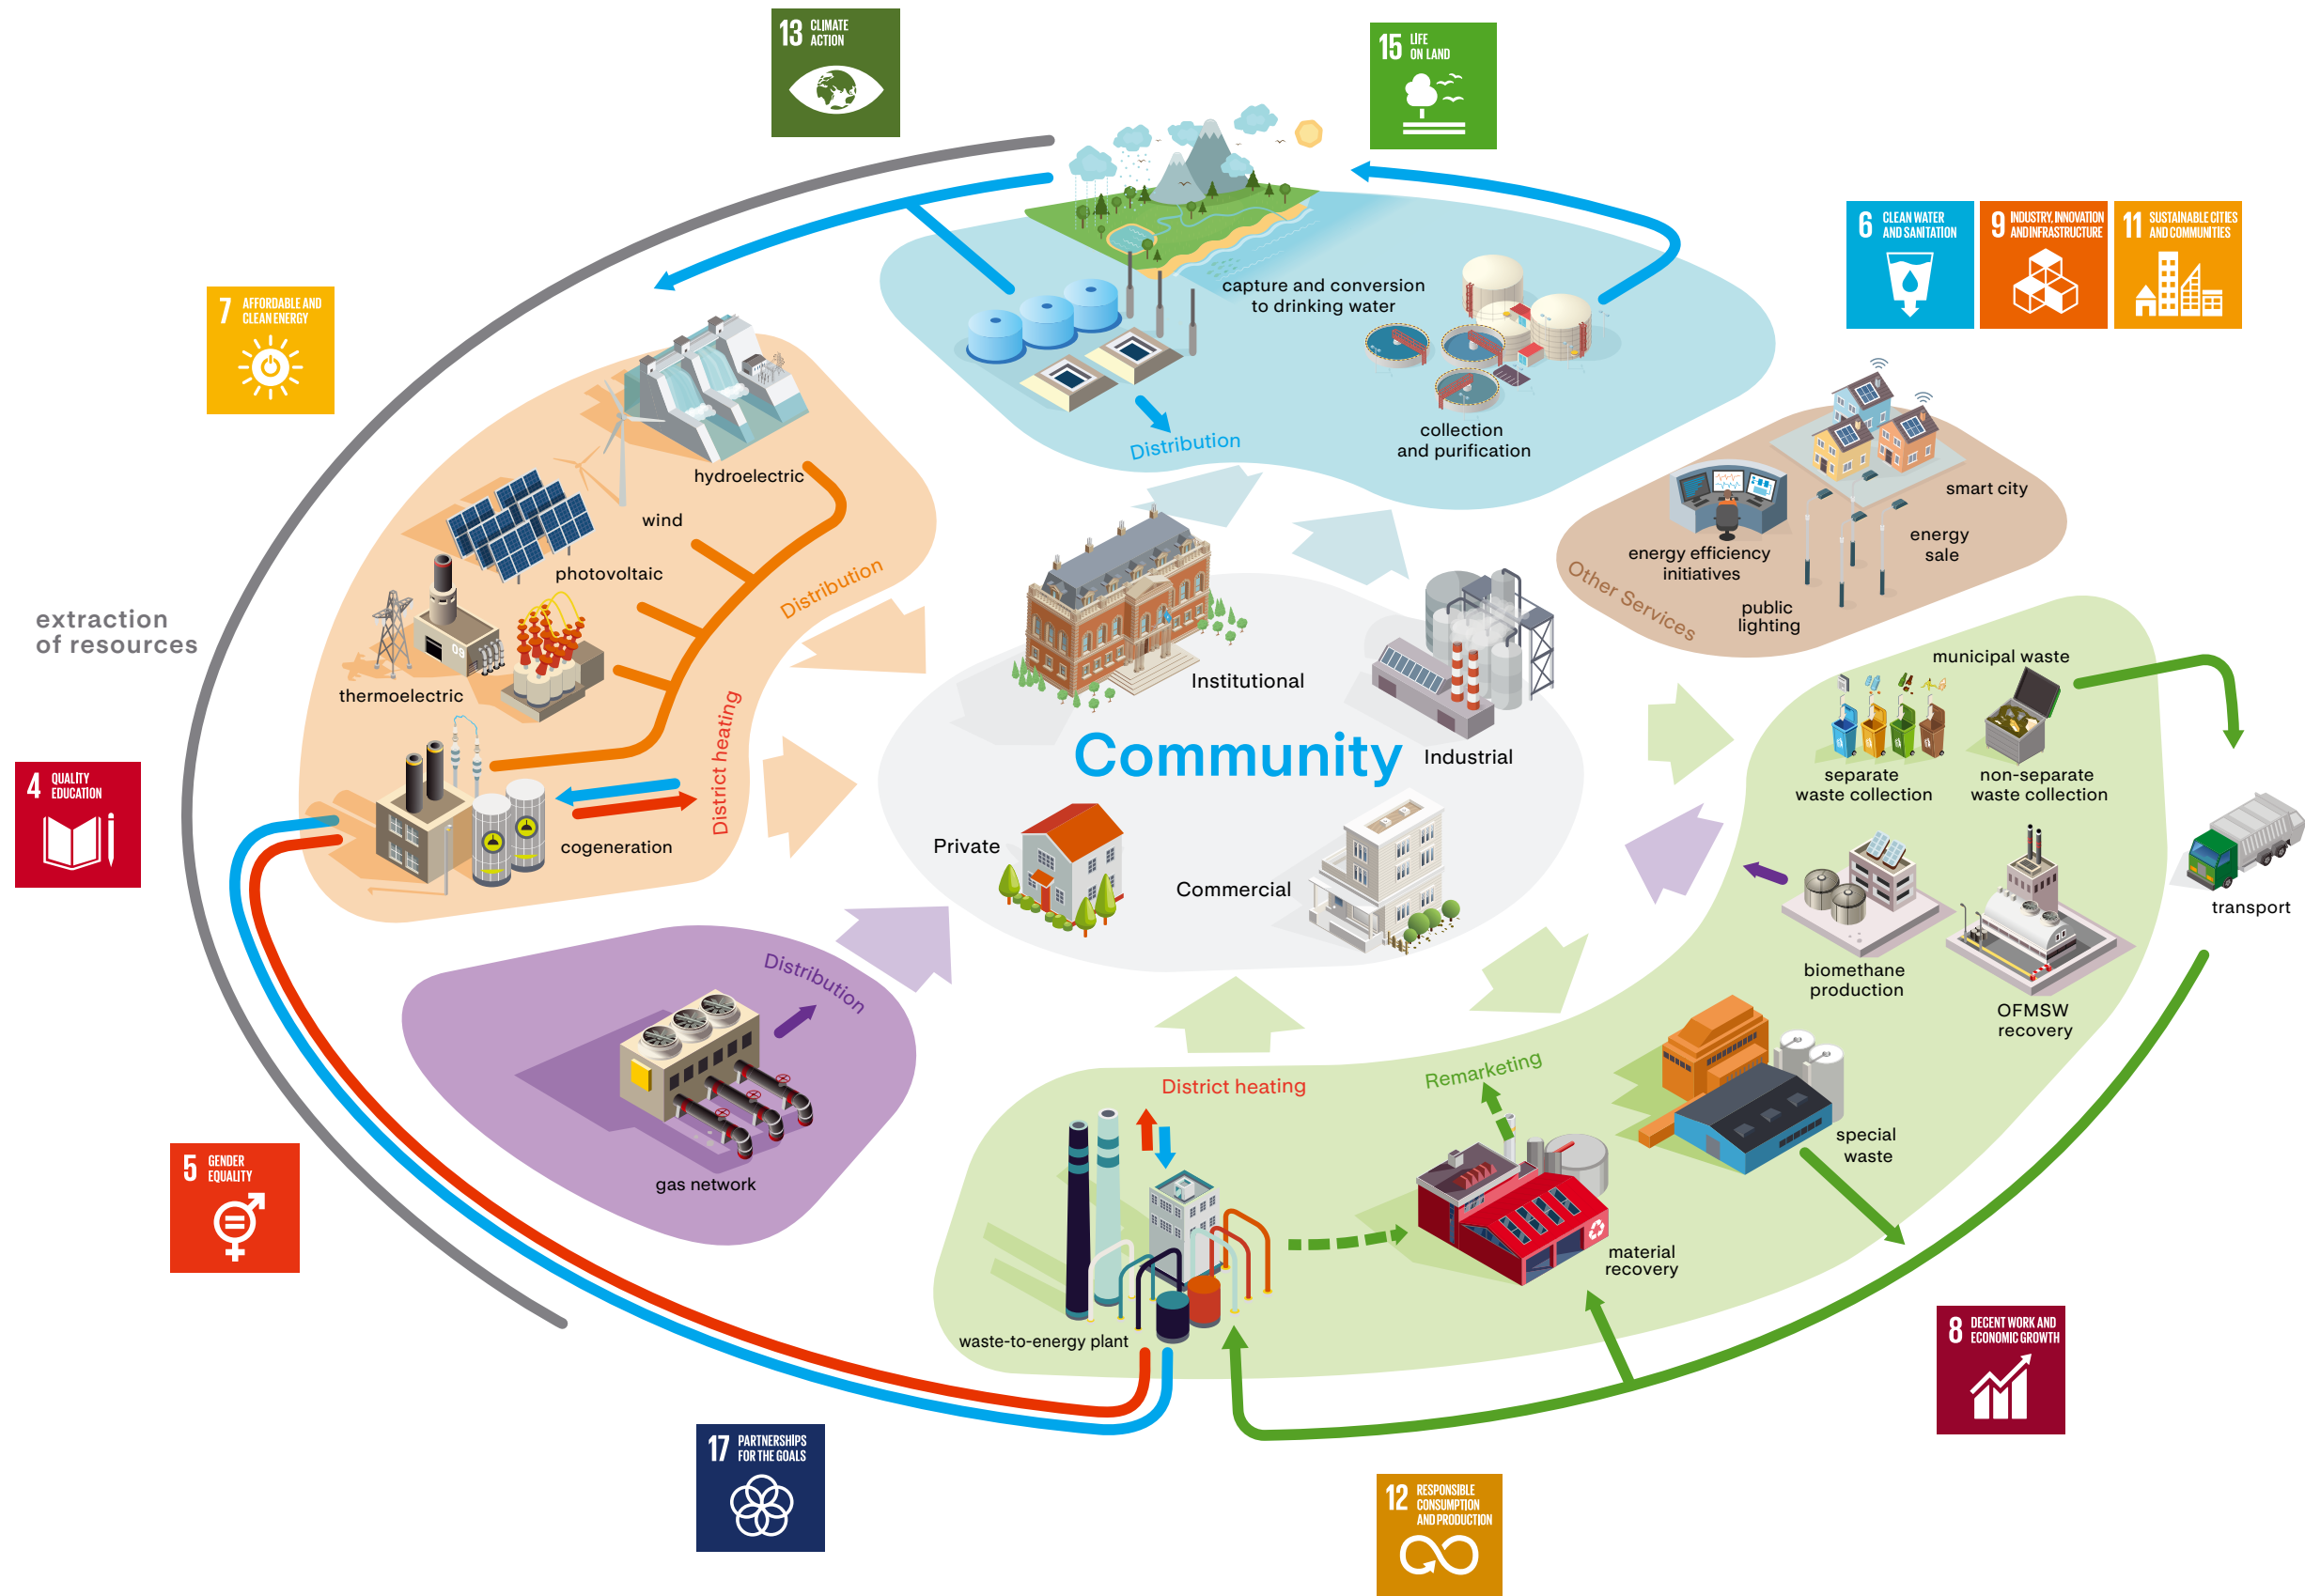 13 CLIMATE
ACTION
15 LIFE
ON LAND
6 CLEAN WATER
AND SANITATION
9 INDUSTRY, INNOVATION
AND INFRASTRUCTURE
11 SUSTAINABLE CITIES
AND COMMUNITIES
7 AFFORDABLE AND
CLEAN ENERGY
capture and conversion
to drinking water
Distribution
collection
and purification
hydroelectric
wind
photovoltaic
thermoelectric
09
Distribution
District heating
cogeneration
extraction
of resources
smart city
energy
sale
energy efficiency
initiatives
public
lighting
Other Services
Institutional
Community
Industrial
Private
Commercial
municipal waste
separate
waste collection
non-separate
waste collection
transport
biomethane
production
OFMSW
recovery
4 QUALITY
EDUCATION
Distribution
gas network
District heating
Remarketing
special
waste
material
recovery
waste-to-energy plant
5 GENDER
EQUALITY
8 DECENT WORK AND
ECONOMIC GROWTH
17 PARTNERSHIPS
FOR THE GOALS
12 RESPONSIBLE
CONSUMPTION
AND PRODUCTION